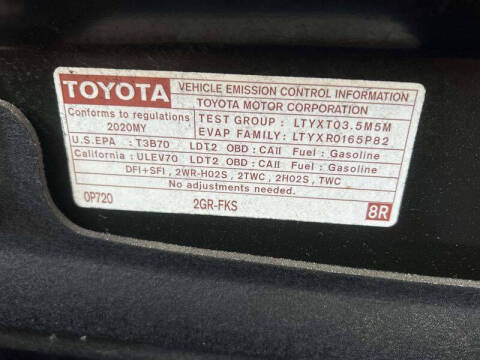 TOYOTA VEHICLE EMISSION CONTROL INFORMATION
TOYOTA MOTOR CORPORATION
Conforms to regulations
2020MY
TEST GROUP : LTYXT03.5M5M
EVAP FAMILY: LTYXR0165P82
U.S.EPA : T3B70 LDT2 OBD : CAII Fuel : Gasoline
California : ULEV70 LDT2 OBD : CAII Fuel : Gasoline
DFI+SFI , 2WR-HO2S , 2TWC , 2HO2S , TWC
No adjustments needed.
0P720 2GR-FKS 8R